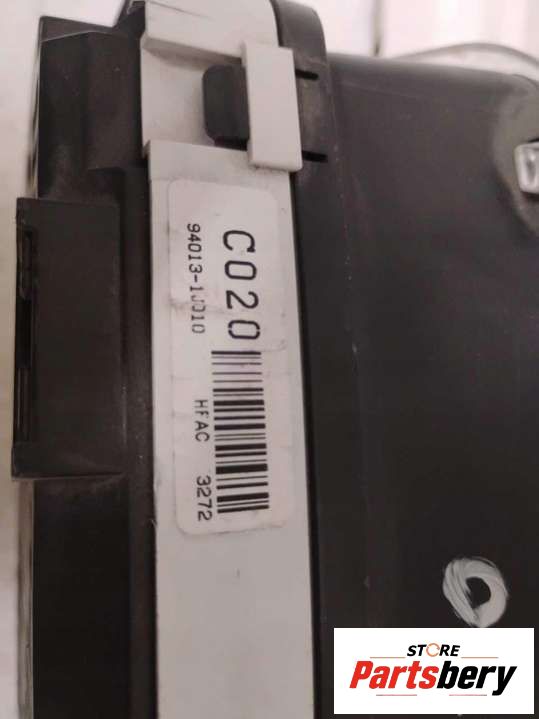 C020
94013-1J010
HFAC 3272
STORE
Partsbery